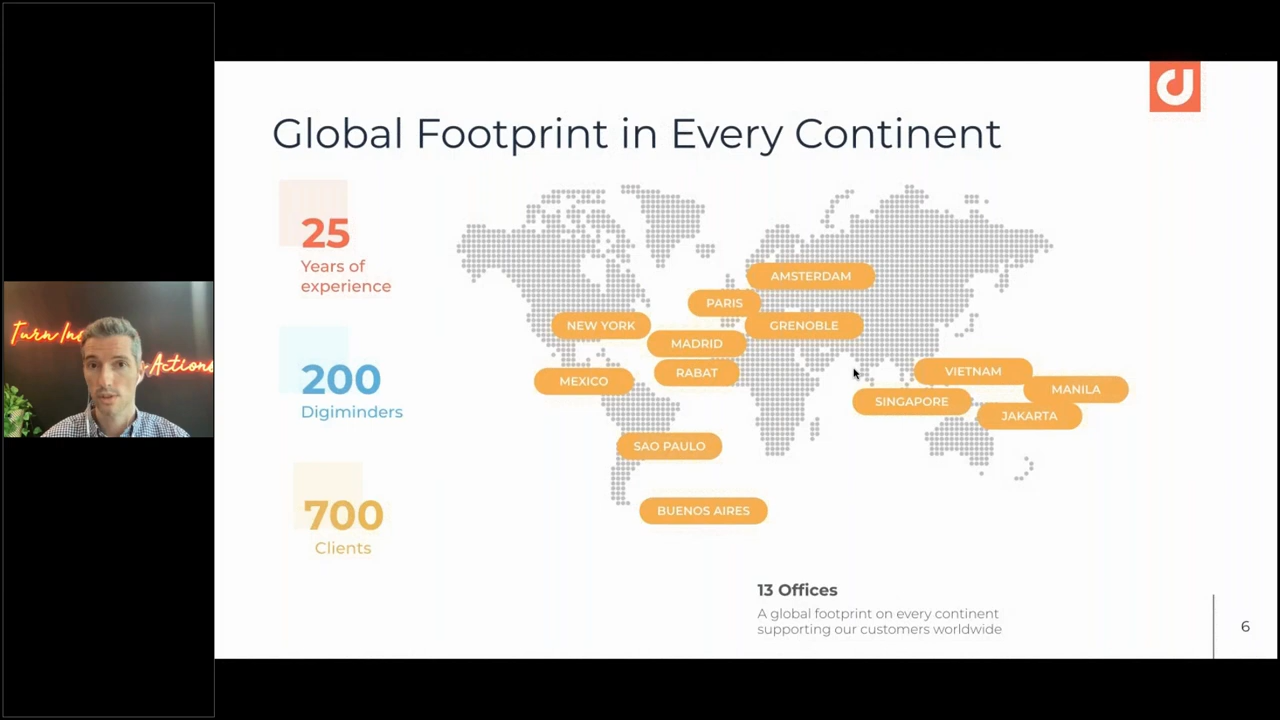 Global Footprint in Every Continent
25
Years of
experience
200
Digiminders
700
Clients
AMSTERDAM
PARIS
GRENOBLE
NEW YORK
MADRID
RABAT
MEXICO
VIETNAM
MANILA
SINGAPORE
JAKARTA
SAO PAULO
BUENOS AIRES
13 Offices
A global footprint on every continent
supporting our customers worldwide
6
Turn
Action